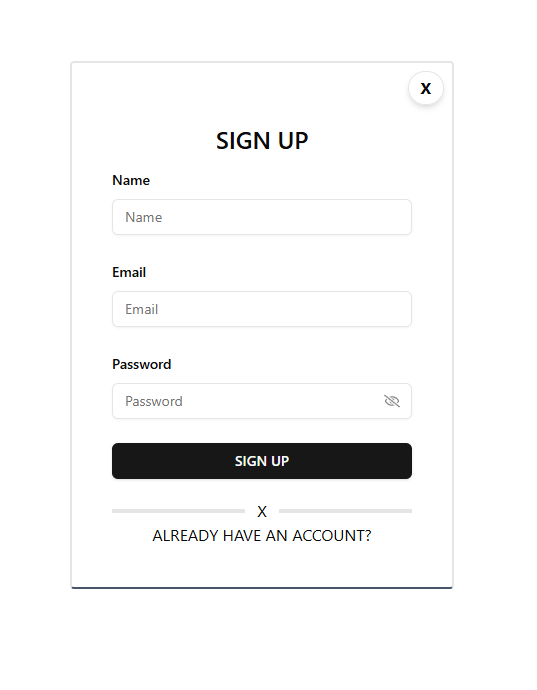 X
SIGN UP
Name
Name
Email
Email
Password
Password
SIGN UP
X
ALREADY HAVE AN ACCOUNT?